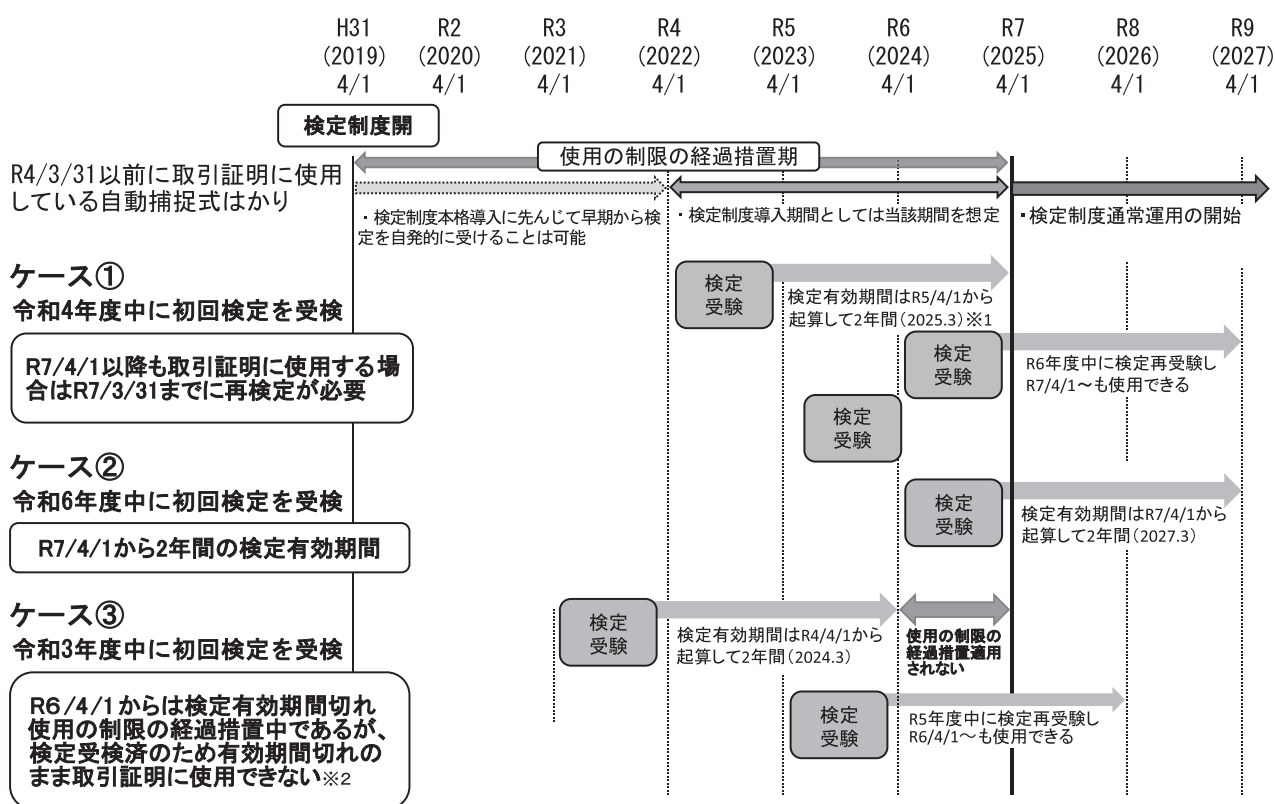 H31
(2019)
4/1
R2
(2020)
4/1
R3
(2021)
4/1
R4
(2022)
4/1
R5
(2023)
4/1
R6
(2024)
4/1
R7
(2025)
4/1
R8
(2026)
4/1
R9
(2027)
4/1
検定制度開
使用の制限の経過措置期
R4/3/31以前に取引証明に使用
している自動捕捉式はかり
・検定制度本格導入に先んじて早期から検
定を自発的に受けることは可能
・検定制度導入期間としては当該期間を想定
・検定制度通常運用の開始
ケース①
令和4年度中に初回検定を受検
R7/4/1以降も取引証明に使用する場
合はR7/3/31までに再検定が必要
検定
受験
検定有効期間はR5/4/1から
起算して2年間(2025.3)※1
検定
受験
R6年度中に検定再受験し
R7/4/1～も使用できる
検定
受験
ケース②
令和6年度中に初回検定を受検
R7/4/1から2年間の検定有効期間
検定
受験
検定有効期間はR7/4/1から
起算して2年間(2027.3)
ケース③
令和3年度中に初回検定を受検
R6/4/1からは検定有効期間切れ
使用の制限の経過措置中であるが、
検定受検済のため有効期間切れの
まま取引証明に使用できない※2
検定
受験
検定有効期間はR4/4/1から
起算して2年間(2024.3)
使用の制限の
経過措置適用
されない
検定
受験
R5年度中に検定再受験し
R6/4/1～も使用できる